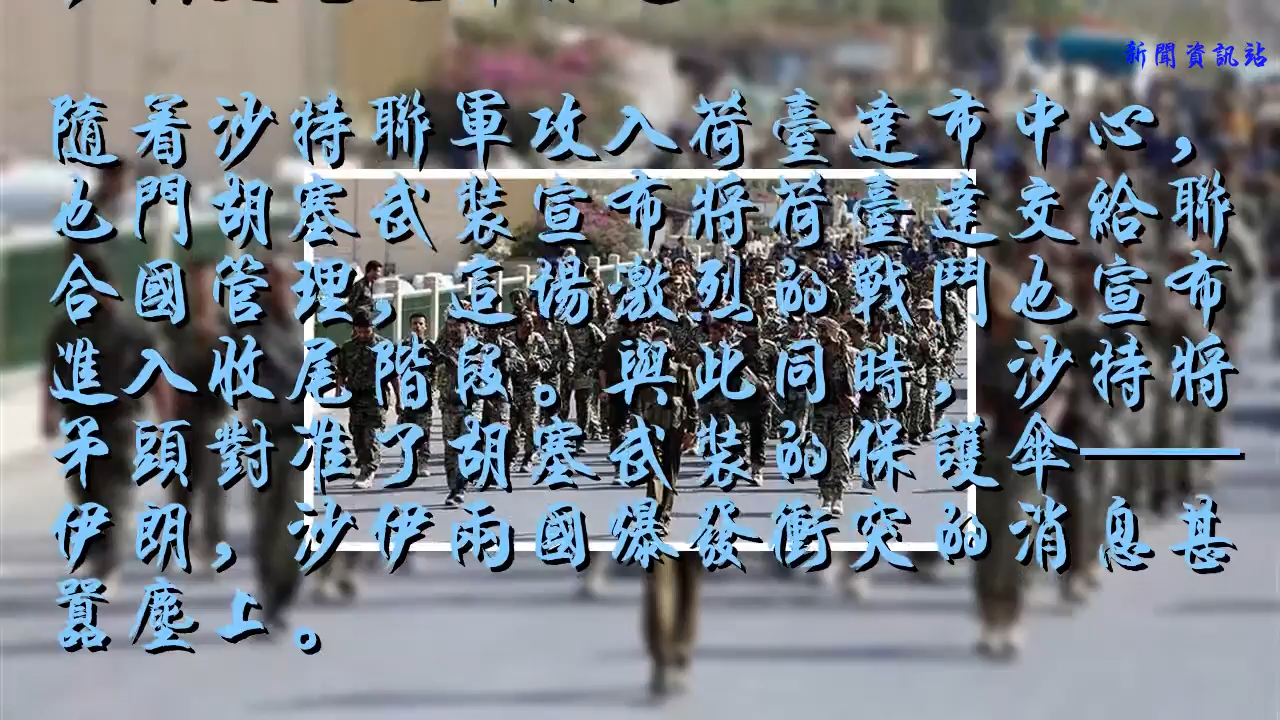 新聞資訊站
隨着沙特聯軍攻入荷臺達市中心，
也門胡塞武裝宣布將荷臺達交給聯
合國管理，這場激烈的戰鬥也宣布
進入收尾階段。與此同時，沙特將
矛頭對准了胡塞武裝的保護傘——
伊朗，沙伊兩國爆發衝突的消息甚
囂塵上。